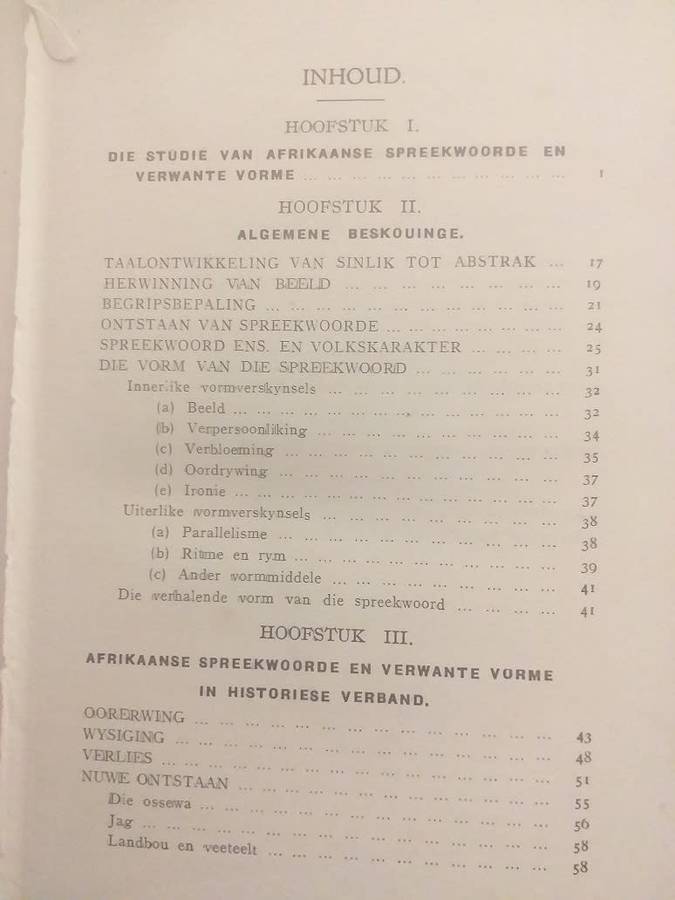 INHOUD.
HOOFSTUK I.
DIE STUDIE VAN AFRIKAANSE SPREEKWOORDE EN
VERWANTE VORME ... ... ... ... ... ... ... ... ... ... 1
HOOFSTUK II.
ALGEMENE BESKOUINGE.
TAALONTWIKKELING VAN SINLIK TOT ABSTRAK ... 17
HERWINNING VAN BEELD ... ... ... ... ... ... ... ... 19
BEGRIPSBEPALING ... ... ... ... ... ... ... ... ... ... 21
ONTSTAAN VAN SPREEKWOORDE ... ... ... ... ... ... 24
SPREEKWOORD ENS. EN VOLKSKARAKTER ... ... ... ... 25
DIE VORM VAN DIE SPREEKWOORD ... ... ... ... ... 31
Innerlike vormverskynsels ... ... ... ... ... ... ... ... 32
(a) Beeld ... ... ... ... ... ... ... ... ... ... ... 32
(b) Verpersoonliking ... ... ... ... ... ... ... ... 34
(c) Verbloeming ... ... ... ... ... ... ... ... ... 35
(d) Oordrywing ... ... ... ... ... ... ... ... ... 37
(e) Ironie ... ... ... ... ... ... ... ... ... ... ... 37
Uiterlike vormverskynsels ... ... ... ... ... ... ... ... 38
(a) Parallelisme ... ... ... ... ... ... ... ... ... 38
(b) Ritme en rym ... ... ... ... ... ... ... ... ... 39
(c) Ander vormmiddele ... ... ... ... ... ... ... ... 41
Die verhalende vorm van die spreekwoord ... ... ... ... 41
HOOFSTUK III.
AFRIKAANSE SPREEKWOORDE EN VERWANTE VORME
IN HISTORIESE VERBAND.
OORERWING ... ... ... ... ... ... ... ... ... ... ... ... 43
WYSIGING ... ... ... ... ... ... ... ... ... ... ... ... 48
VERLIES ... ... ... ... ... ... ... ... ... ... ... ... ... 51
NUWE ONTSTAAN ... ... ... ... ... ... ... ... ... ... 55
Die ossewa ... ... ... ... ... ... ... ... ... ... ... 56
Jag ... ... ... ... ... ... ... ... ... ... ... ... ... 58
Landbou en veeteelt ... ... ... ... ... ... ... ... ... 58